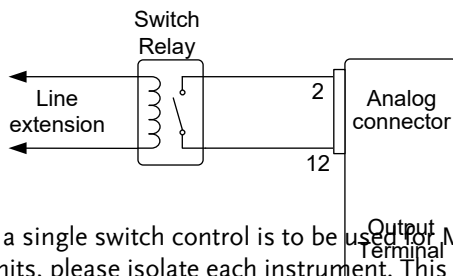 Switch
Relay
Line
extension
2
12
Analog
connector
Output
Terminal
a single switch control is to be used for
please isolate each instrument. This